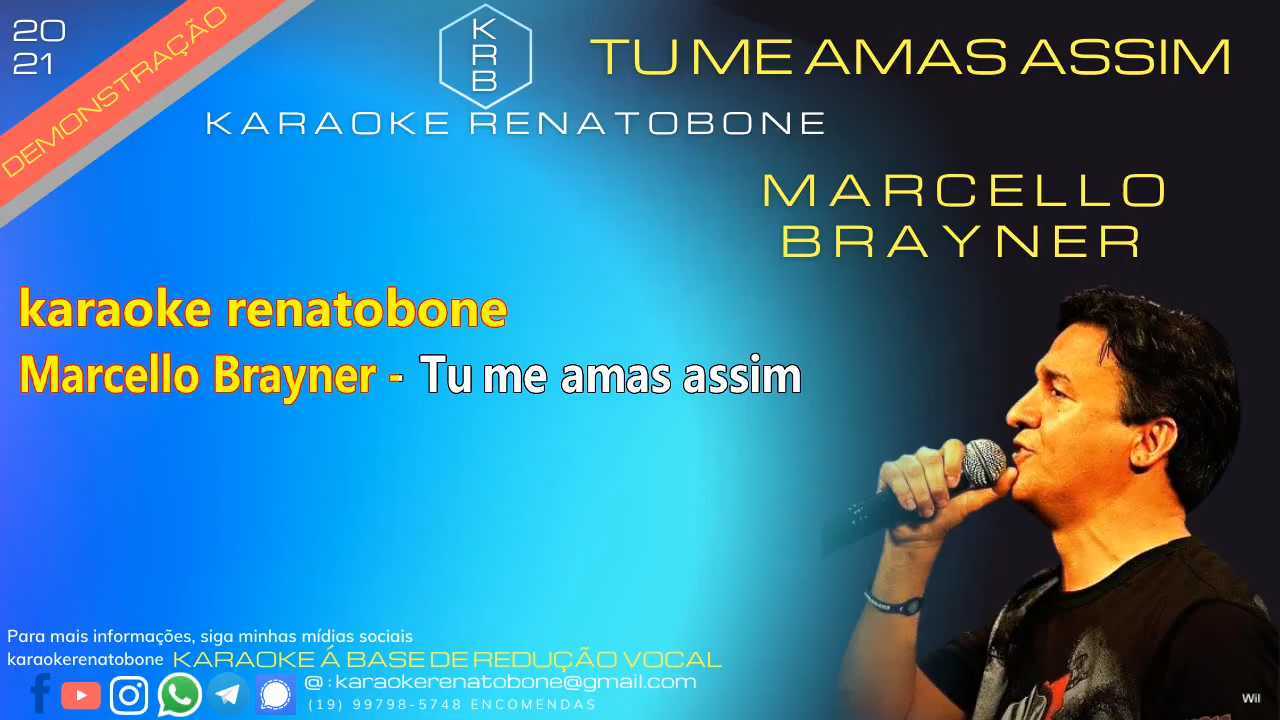 20
21
DEMONSTRAÇÃO
K
R
B
TU ME AMAS ASSIM
KARAOKE RENATOBONE
MARCELLO
BRAYNER
karaoke renatobone
Marcello Brayner - Tu me amas assim
Para mais informações, siga minhas mídias sociais
karaokerenatobone KARAOKE Á BASE DE REDUÇÃO VOCAL
@:karaokerenatobone@gmail.com
(19) 99798-5748 ENCOMENDAS
Wil